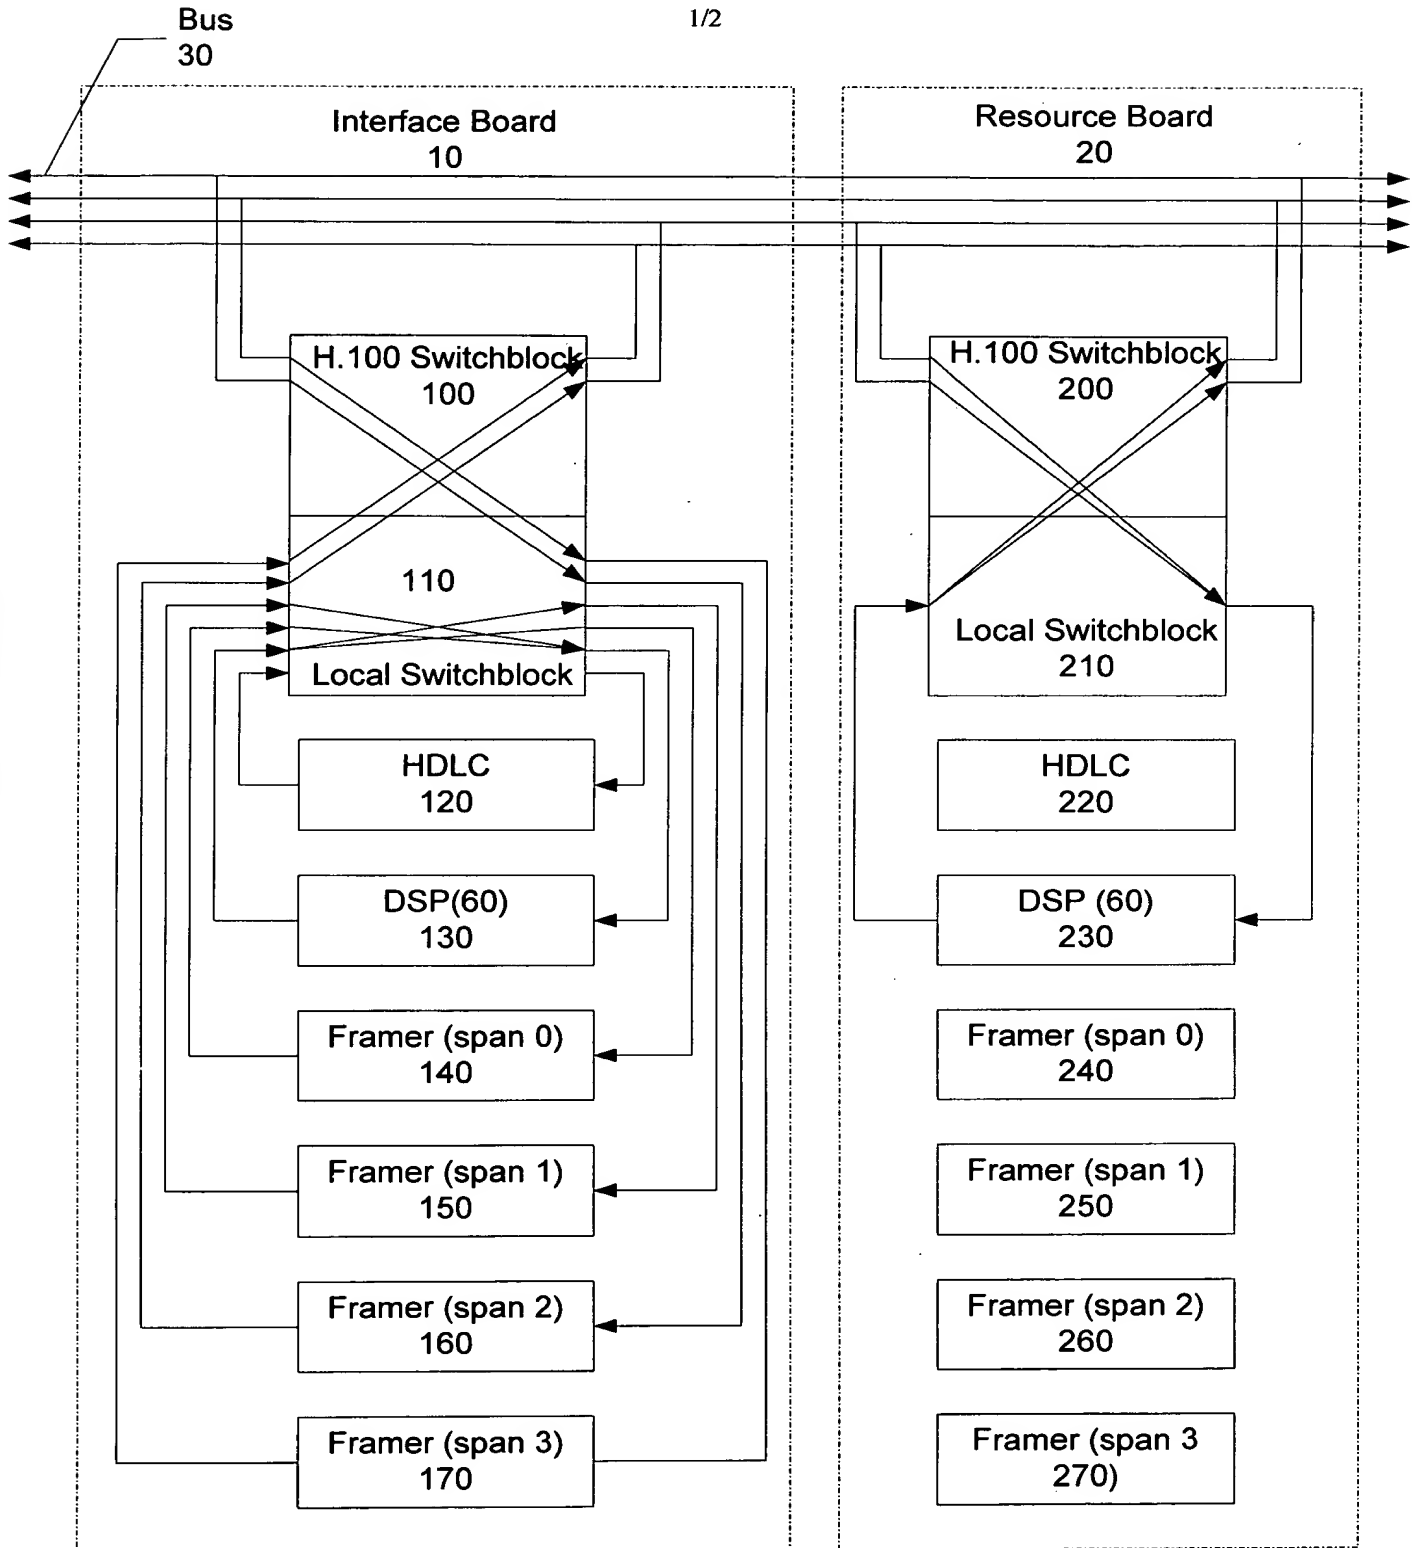 Bus
30
1/2
Interface Board
10
Resource Board
20
H.100 Switchblock
100
110
Local Switchblock
HDLC
120
DSP(60)
130
Framer (span 0)
140
Framer (span 1)
150
Framer (span 2)
160
Framer (span 3)
170
H.100 Switchblock
200
Local Switchblock
210
HDLC
220
DSP (60)
230
Framer (span 0)
240
Framer (span 1)
250
Framer (span 2)
260
Framer (span 3
270)